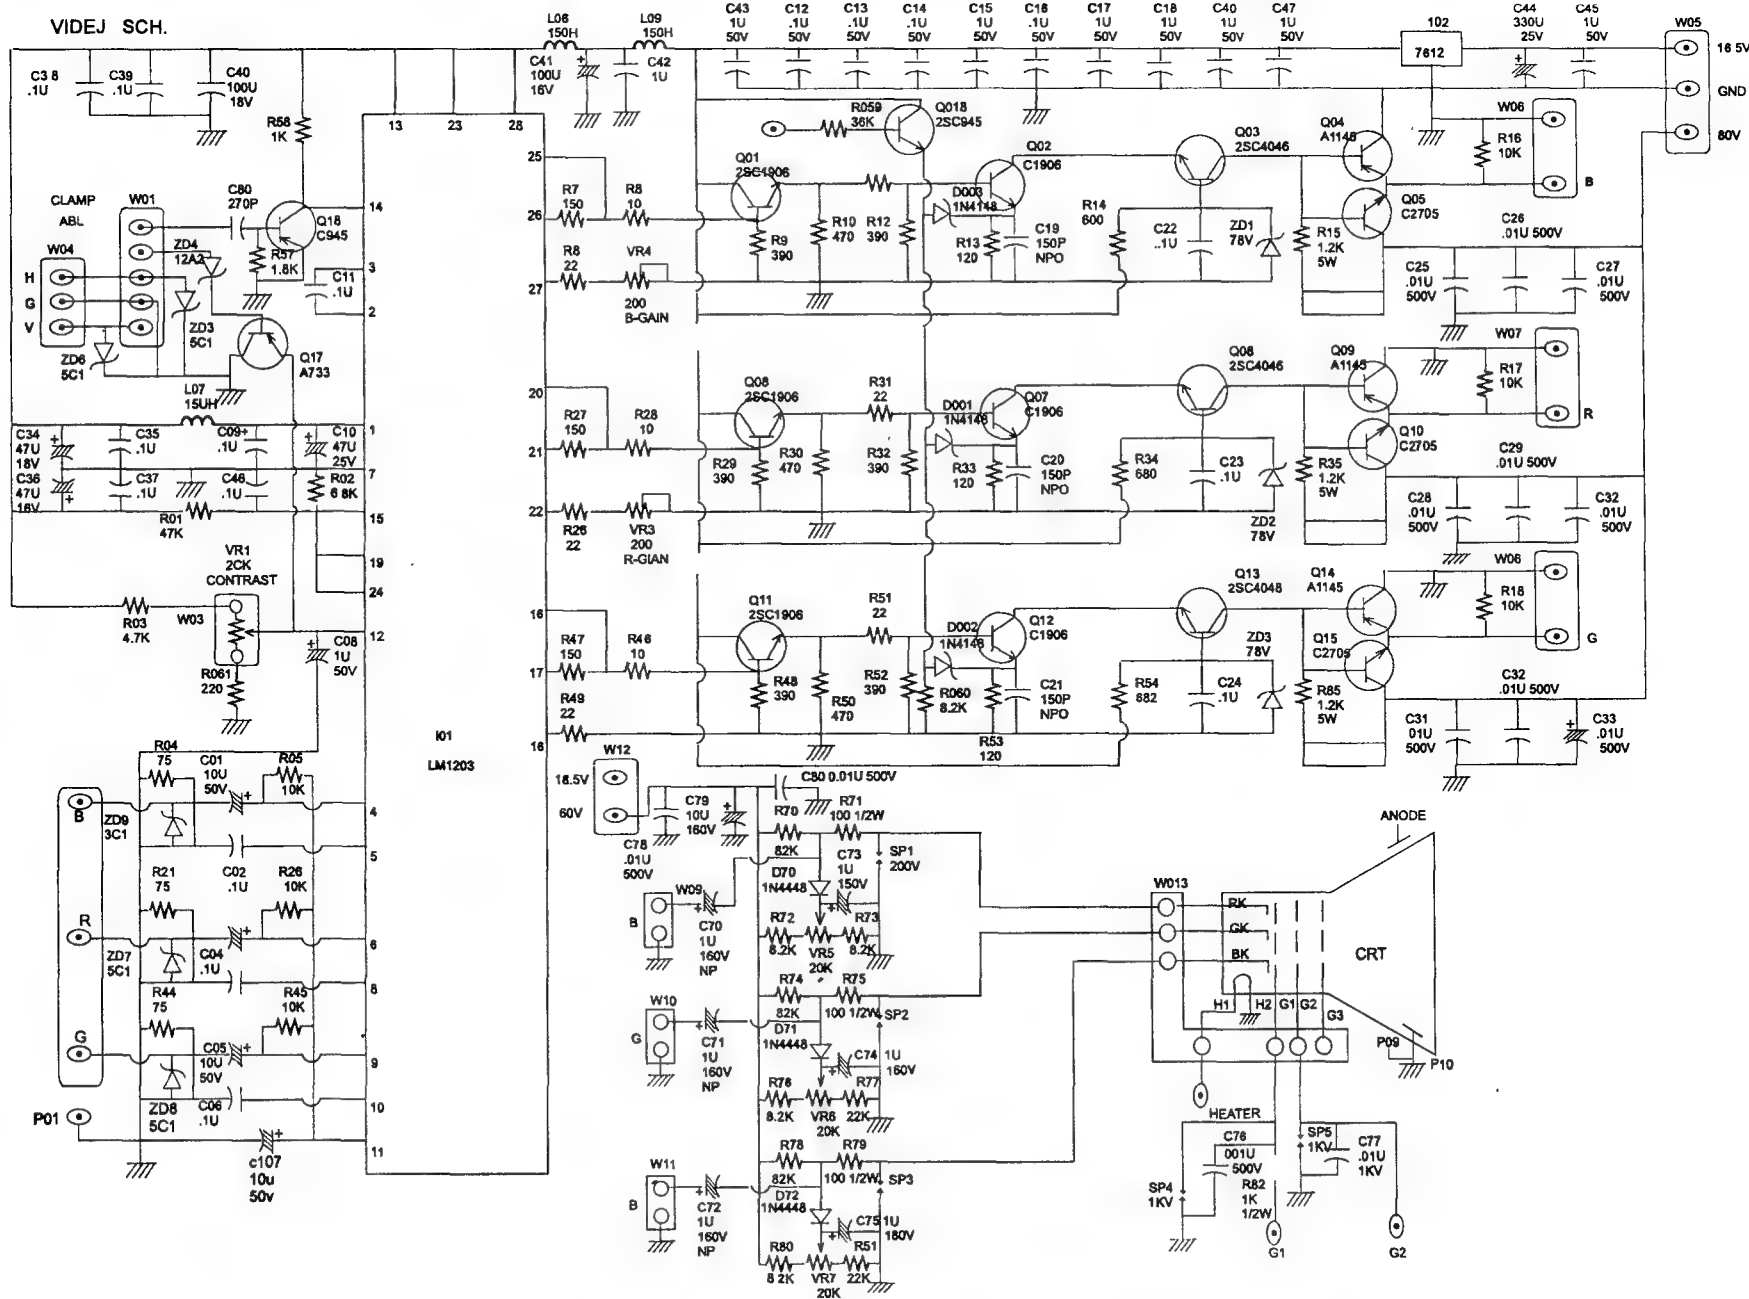 VIDEJ SCH.
L06
150H
L09
150H
C43
1U
50V
C12
.1U
50V
C13
.1U
50V
C14
.1U
50V
C15
1U
50V
C16
.1U
50V
C17
1U
50V
C18
.1U
50V
C40
1U
50V
C47
.1U
50V
102
7812
C44
330U
25V
C45
1U
50V
W05
16 5V
GND
80V
C3 8
.1U
C39
.1U
C40
100U
18V
R58
1K
C41
100U
16V
C42
1U
13
23
28
R059
36K
Q018
2SC945
Q01
2SC1906
Q02
C1906
Q03
2SC4046
Q04
A1146
Q05
C2705
W06
R16
10K
B
25
26
27
R7
150
R8
10
R6
22
VR4
200
B-GAIN
R9
390
R10
470
R12
390
D003
1N4148
R13
120
C19
150P
NPO
R14
600
C22
.1U
ZD1
78V
R15
1.2K
5W
C26
.01U 500V
C25
.01U
500V
C27
.01U
500V
CLAMP
ABL
W04
W01
H
G
V
C80
270P
ZD4
12A2
ZD3
5C1
ZD6
5C1
Q18
C945
R57
1.8K
C11
.1U
Q17
A733
14
3
2
L07
15UH
C34
47U
18V
C35
.1U
C09+
.1U
C10
47U
25V
C36
47U
16V
C37
.1U
C46
.1U
R02
6 8K
R01
47K
1
7
15
19
24
12
VR1
2CK
CONTRAST
W03
R03
4.7K
R061
220
C08
1U
50V
20
21
22
R27
150
R28
10
R26
22
VR3
200
R-GIAN
Q08
2SC1906
R29
390
R30
470
R31
22
R32
390
D001
1N4148
Q07
C1906
R33
120
C20
150P
NPO
R34
680
Q08
2SC4046
C23
.1U
ZD2
78V
Q09
A1145
Q10
C2705
R35
1.2K
5W
W07
R17
10K
R
C29
.01U 500V
C28
.01U
500V
C32
.01U
500V
16
17
18
R47
150
R46
10
R49
22
Q11
2SC1906
R48
390
R50
470
R51
22
R52
390
D002
1N4148
R060
8.2K
Q12
C1906
R53
120
C21
150P
NPO
R54
682
Q13
2SC4048
C24
.1U
ZD3
78V
Q14
A1145
Q15
C2705
R85
1.2K
5W
W06
R18
10K
G
C32
.01U 500V
C31
01U
500V
C33
.01U
500V
I01
LM1203
R04
75
C01
10U
50V
R05
10K
B
ZD9
3C1
4
5
R21
75
C02
.1U
R26
10K
R
ZD7
5C1
C04
.1U
6
8
R44
75
R45
10K
G
C05
10U
50V
9
ZD8
5C1
C06
.1U
10
P01
c107
10u
50v
11
W12
18.5V
60V
C78
.01U
500V
C79
10U
160V
C80 0.01U 500V
R70
82K
R71
100 1/2W
SP1
200V
D70
1N4448
C73
1U
150V
W09
B
C70
1U
160V
NP
R72
8.2K
VR5
20K
R73
8.2K
R74
82K
R75
100 1/2W
SP2
W10
G
C71
1U
160V
NP
D71
1N4448
C74
1U
160V
R76
8.2K
VR6
20K
R77
22K
R78
82K
R79
100 1/2W
SP3
W11
B
C72
1U
160V
NP
D72
1N4448
C75
1U
180V
R80
8 2K
VR7
20K
R51
22K
ANODE
W013
RK
GK
BK
CRT
H1
H2
G1
G2
G3
P09
P10
HEATER
SP4
1KV
C76
001U
500V
R82
1K
1/2W
SP5
1KV
C77
.01U
1KV
G1
G2